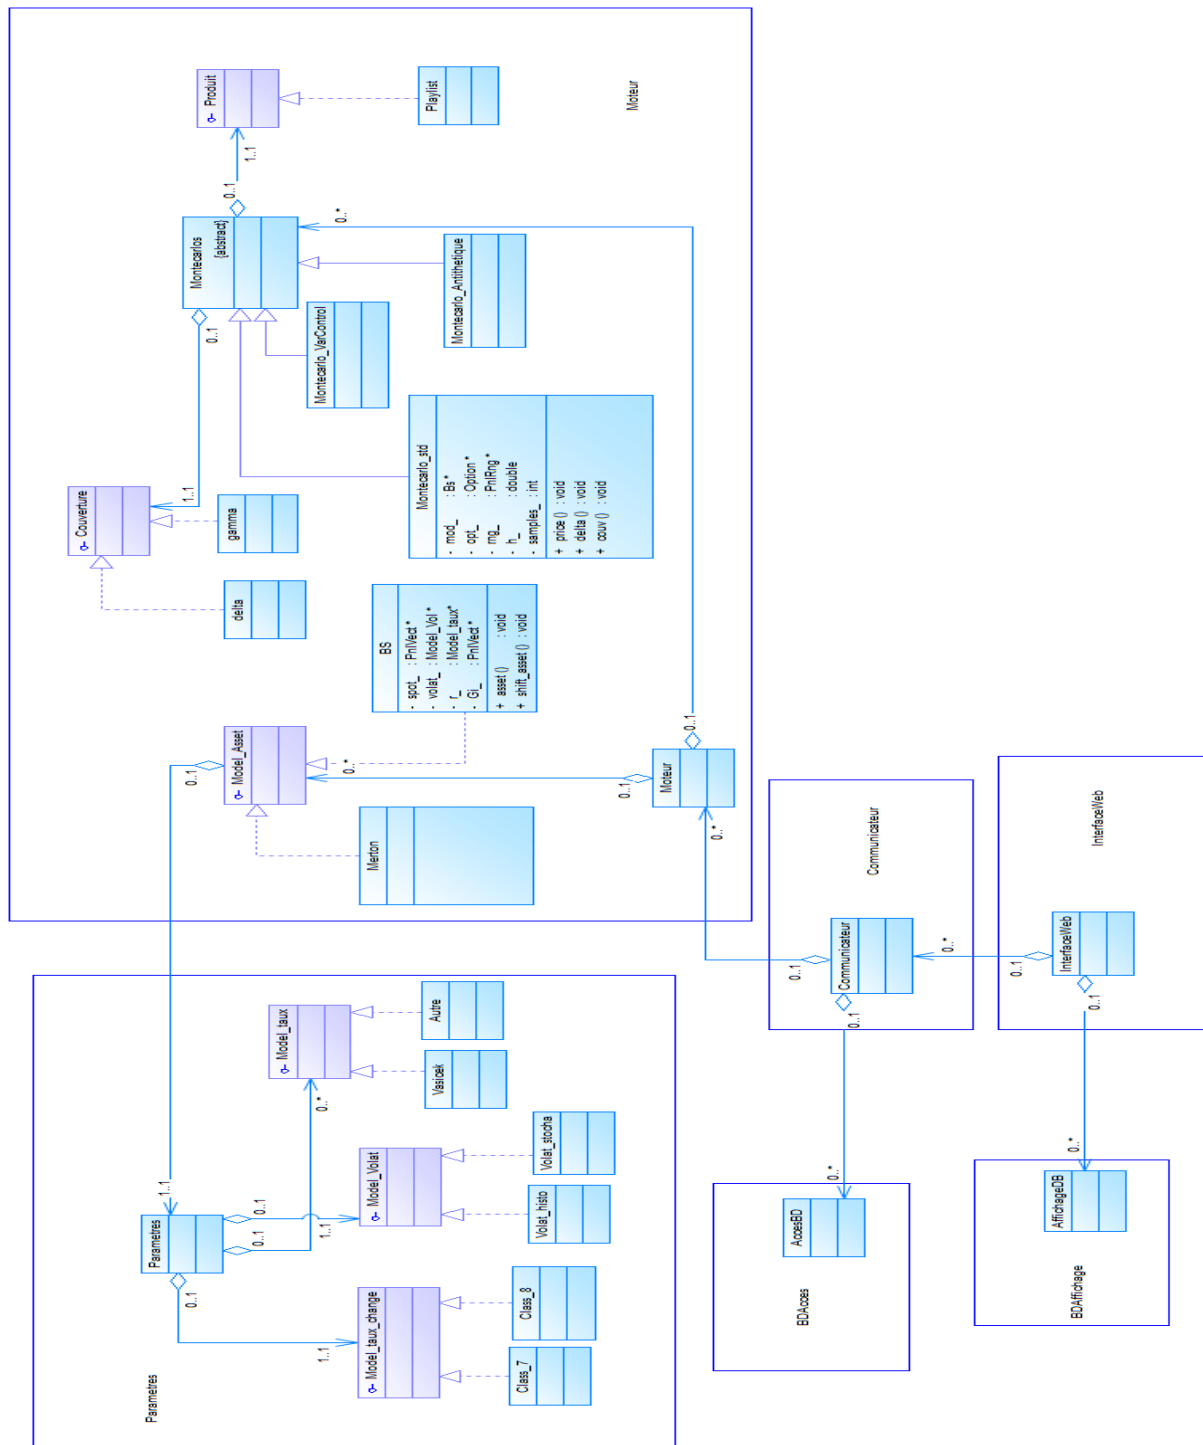 Parametres
Model_taux_change
Class_7
Class_8
Parametres
0..1
1..1
0..1
0..1
1..1
0..*
1..1
Model_Volat
Volat_histo
Volat_stocha
Model_taux
Vasicek
Autre
Moteur
Model_Asset
0..1
0..*
Merton
BS
- spot_ : PnlVect *
- volat_ : Model_Vol *
- r_ : Model_taux*
- Gi_ : PnlVect *
+ asset () : void
+ shift_asset () : void
Couverture
1..1
delta
gamma
Montecarlos
{abstract}
0..1
0..1
0..*
1..1
Produit
Playlist
Montecarlo_std
- mod_ : Bs *
- opt_ : Option *
- rng_ : PnlRng *
- h_ : double
- samples_ : int
+ price () : void
+ delta () : void
+ couv () : void
Montecarlo_VarControl
Montecarlo_Antithetique
Moteur
0..1
0..1
0..*
Communicateur
Communicateur
0..1
0..1
0..*
InterfaceWeb
InterfaceWeb
0..1
0..1
BDAcces
AccesBD
0..*
BDAffichage
AffichageDB
0..*